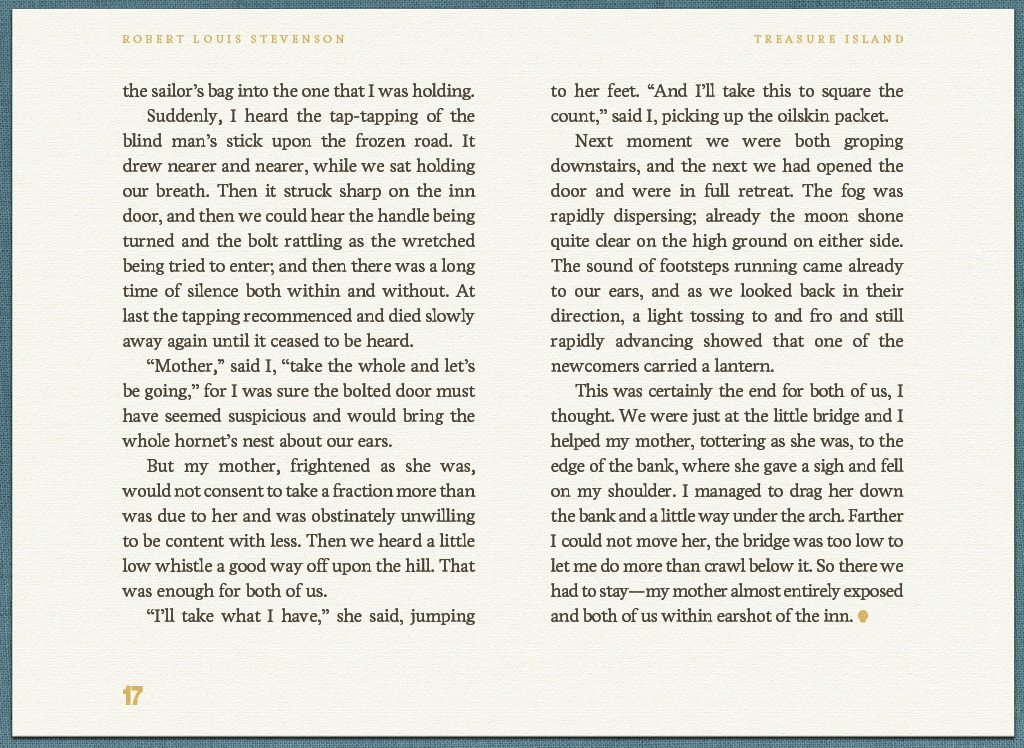 ROBERT LOUIS STEVENSON
TREASURE ISLAND
the sailor’s bag into the one that I was holding.
Suddenly, I heard the tap-tapping of the
blind man’s stick upon the frozen road. It
drew nearer and nearer, while we sat holding
our breath. Then it struck sharp on the inn
door, and then we could hear the handle being
turned and the bolt rattling as the wretched
being tried to enter; and then there was a long
time of silence both within and without. At
last the tapping recommenced and died slowly
away again until it ceased to be heard.
“Mother,” said I, “take the whole and let’s
be going,” for I was sure the bolted door must
have seemed suspicious and would bring the
whole hornet’s nest about our ears.
But my mother, frightened as she was,
would not consent to take a fraction more than
was due to her and was obstinately unwilling
to be content with less. Then we heard a little
low whistle a good way off upon the hill. That
was enough for both of us.
“I’ll take what I have,” she said, jumping
to her feet. “And I’ll take this to square the
count,” said I, picking up the oilskin packet.
Next moment we were both groping
downstairs, and the next we had opened the
door and were in full retreat. The fog was
rapidly dispersing; already the moon shone
quite clear on the high ground on either side.
The sound of footsteps running came already
to our ears, and as we looked back in their
direction, a light tossing to and fro and still
rapidly advancing showed that one of the
newcomers carried a lantern.
This was certainly the end for both of us, I
thought. We were just at the little bridge and I
helped my mother, tottering as she was, to the
edge of the bank, where she gave a sigh and fell
on my shoulder. I managed to drag her down
the bank and a little way under the arch. Farther
I could not move her, the bridge was too low to
let me do more than crawl below it. So there we
had to stay—my mother almost entirely exposed
and both of us within earshot of the inn.
17